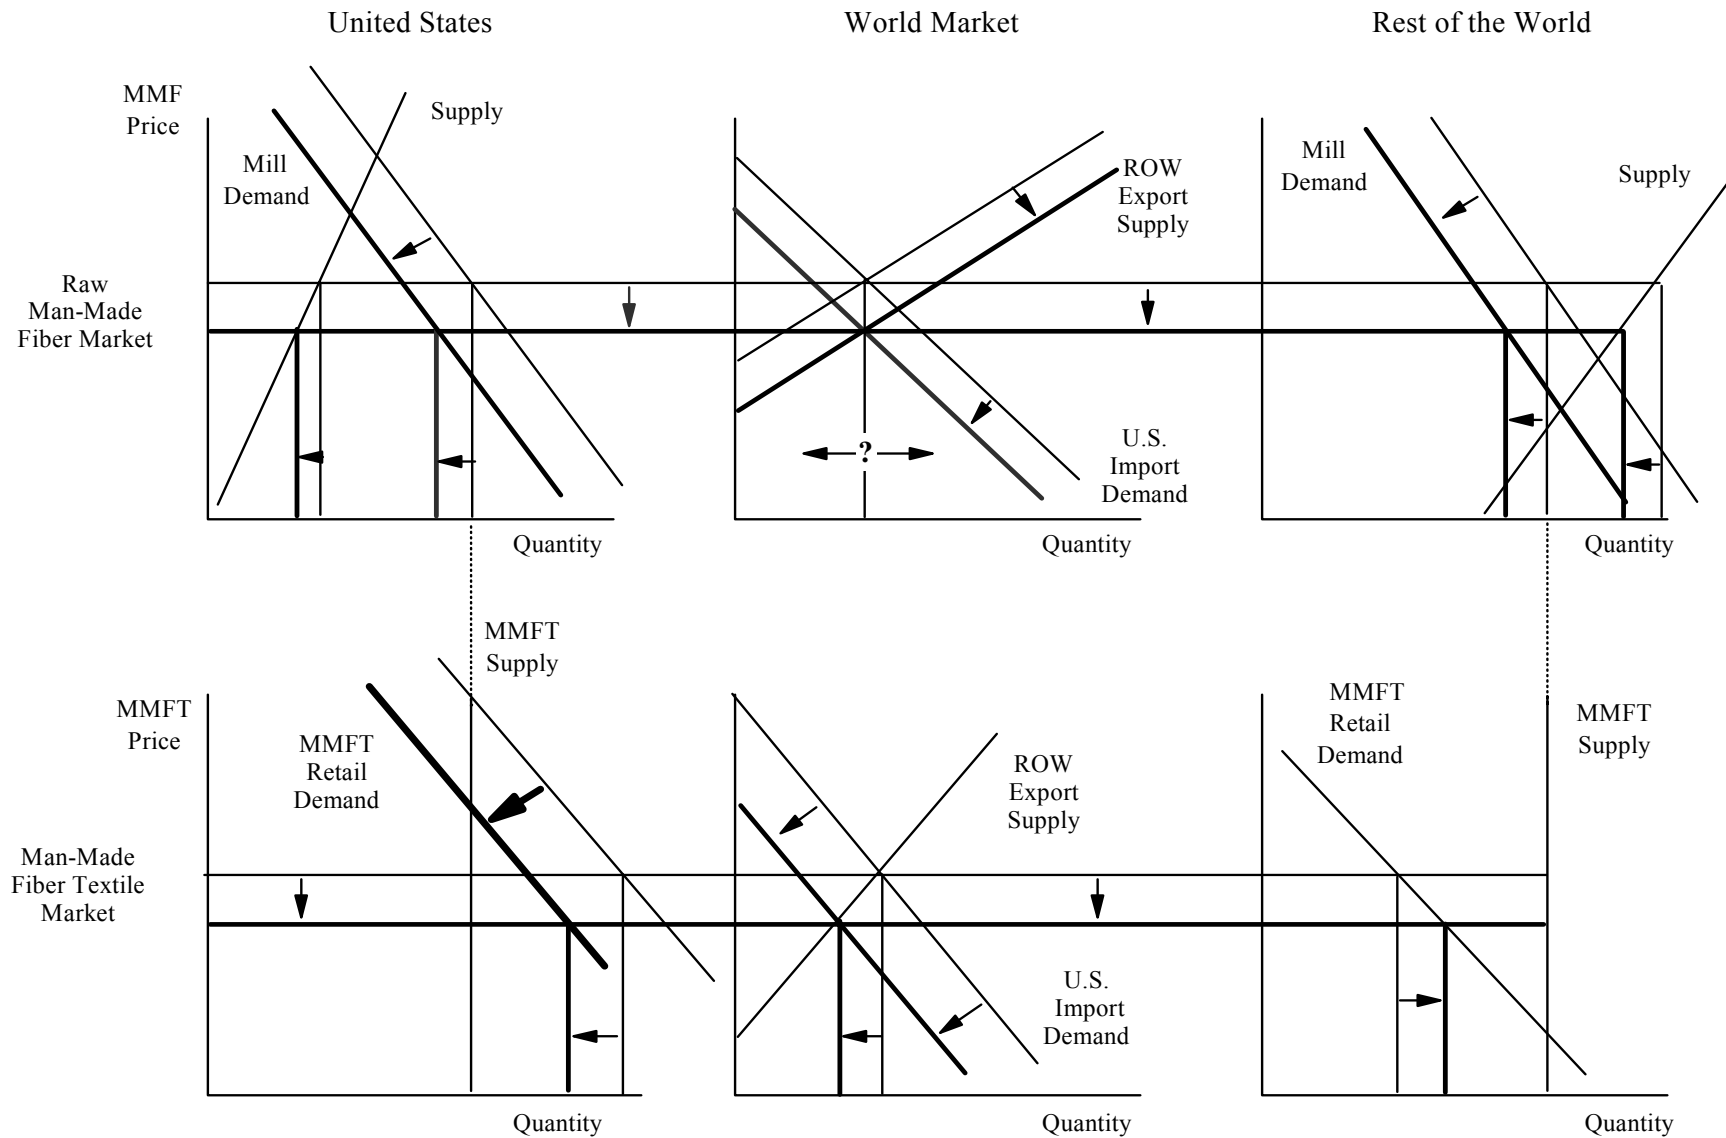 United States
World Market
Rest of the World
MMF
Price
Supply
Mill
Demand
Raw
Man-Made
Fiber Market
Quantity
ROW
Export
Supply
?
U.S.
Import
Demand
Quantity
Mill
Demand
Supply
Quantity
MMFT
Price
MMFT
Supply
MMFT
Retail
Demand
Man-Made
Fiber Textile
Market
Quantity
ROW
Export
Supply
U.S.
Import
Demand
Quantity
MMFT
Retail
Demand
MMFT
Supply
Quantity